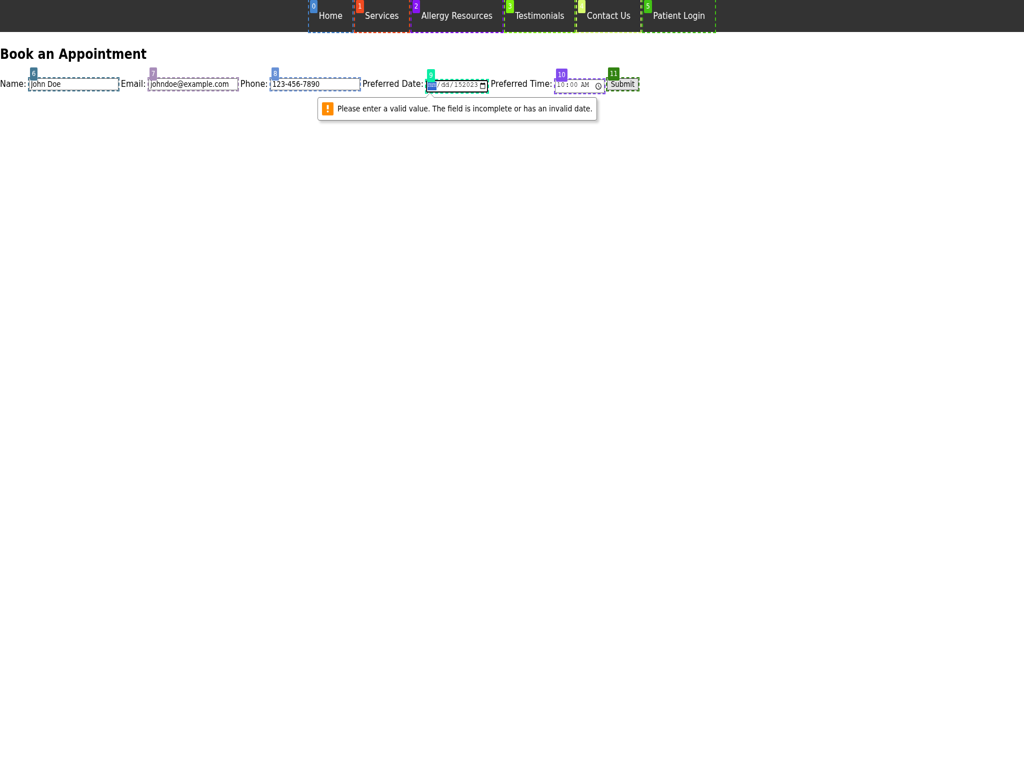 0 Home 1 Services 2 Allergy Resources 3 Testimonials 4 Contact Us 5 Patient Login
Book an Appointment
6 7 8 9 10 11
Name: John Doe Email: johndoe@example.com Phone: 123-456-7890 Preferred Date: /dd/152023 Preferred Time: 10:00 AM Submit
Please enter a valid value. The field is incomplete or has an invalid date.